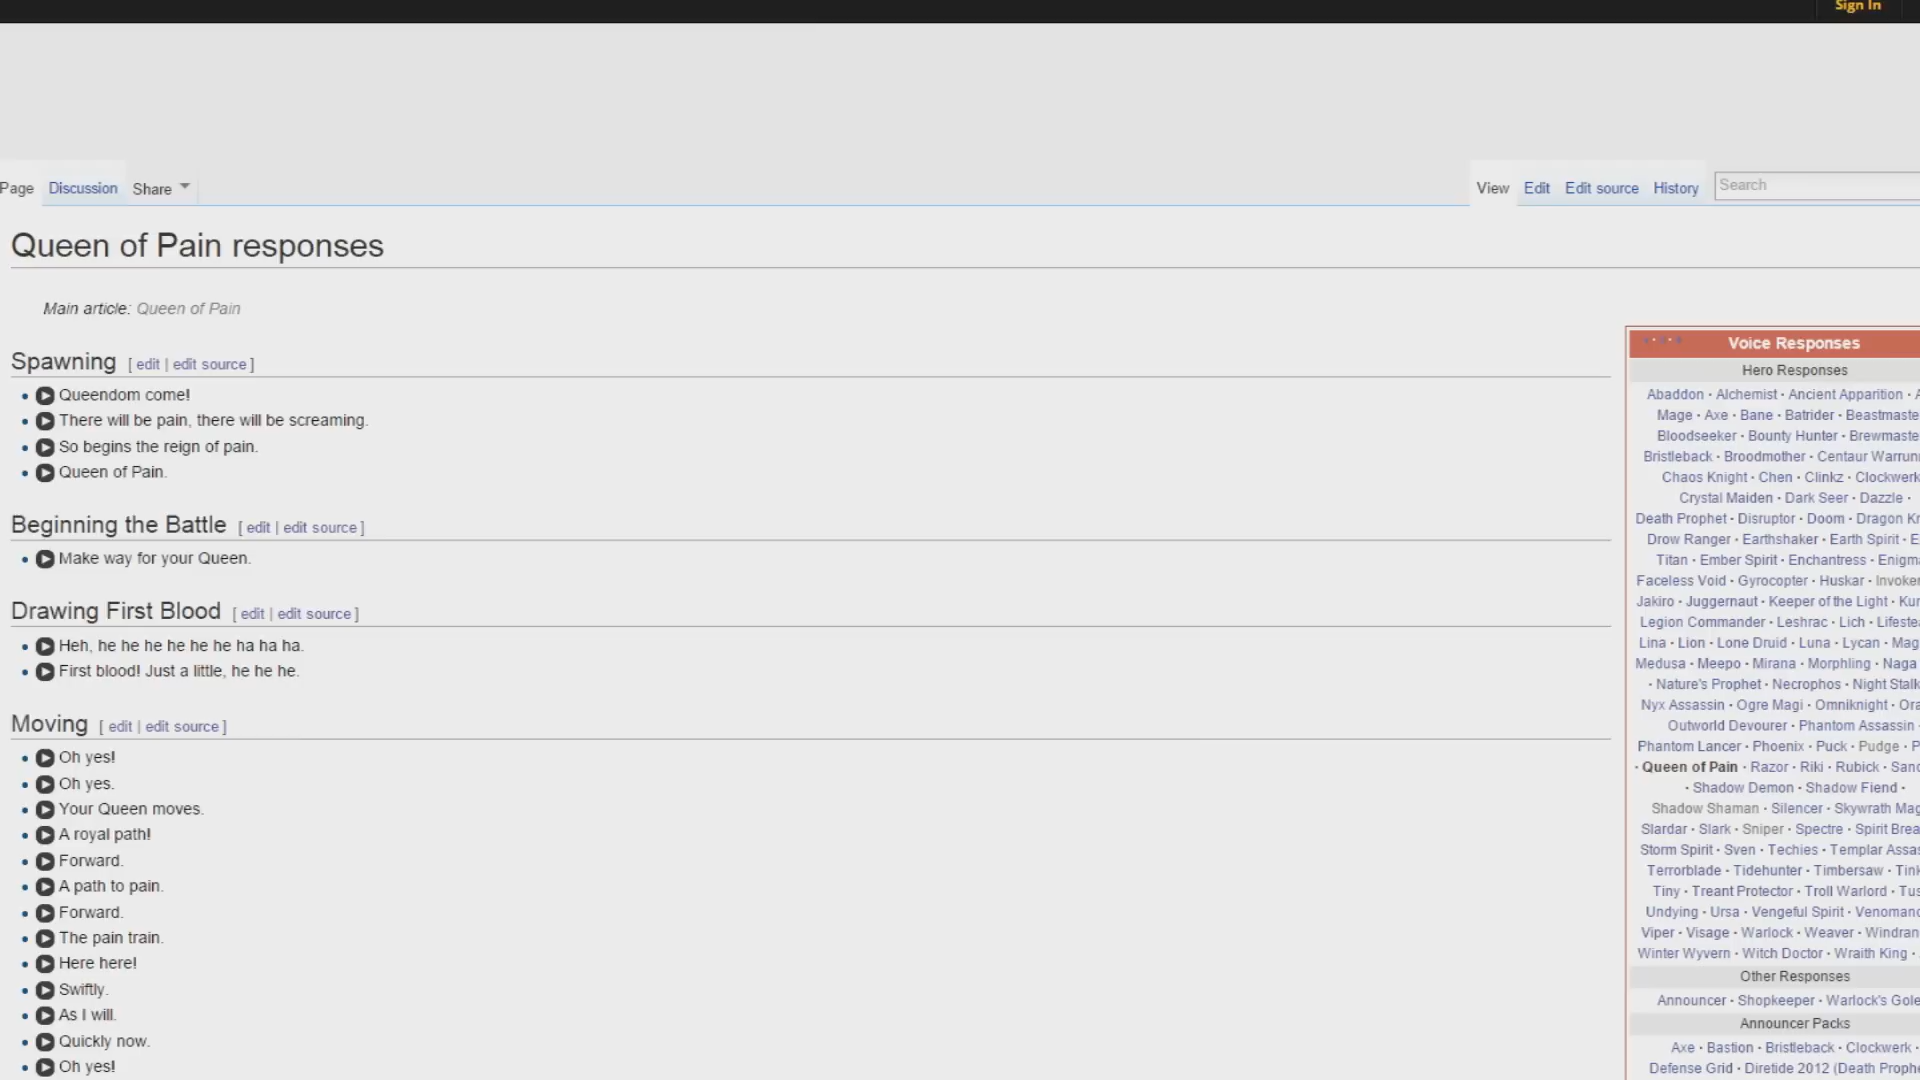 Sign In
Page Discussion Share View Edit Edit source History Search
Queen of Pain responses
Main article: Queen of Pain
Spawning [ edit | edit source ]
Queendom come!
There will be pain, there will be screaming.
So begins the reign of pain.
Queen of Pain.
Beginning the Battle [ edit | edit source ]
Make way for your Queen.
Drawing First Blood [ edit | edit source ]
Heh, he he he he he he ha ha ha.
First blood! Just a little, he he he.
Moving [ edit | edit source ]
Oh yes!
Oh yes.
Your Queen moves.
A royal path!
Forward.
A path to pain.
Forward.
The pain train.
Here here!
Swiftly.
As I will.
Quickly now.
Oh yes!
Voice Responses
Hero Responses
Abaddon · Alchemist · Ancient Apparition ·
Mage · Axe · Bane · Batrider ·
Bloodseeker · Bounty Hunter ·
Bristleback · Broodmother · Centaur
Chaos Knight · Chen · Clinkz · Clockwerk
Crystal Maiden · Dark Seer · Dazzle ·
Death Prophet · Disruptor · Doom · Dragon
Drow Ranger · Earthshaker · Earth Spirit ·
Titan · Ember Spirit · Enchantress ·
Faceless Void · Gyrocopter · Huskar ·
Jakiro · Juggernaut · Keeper of the Light ·
Legion Commander · Leshrac · Lich ·
Lina · Lion · Lone Druid · Luna · Lycan ·
Medusa · Meepo · Mirana · Morphling · Naga
· Nature's Prophet · Necrophos · Night
Nyx Assassin · Ogre Magi · Omniknight ·
Outworld Devourer · Phantom Assassin ·
Phantom Lancer · Phoenix · Puck · Pudge ·
· Queen of Pain · Razor · Riki · Rubick ·
· Shadow Demon · Shadow Fiend ·
Shadow Shaman · Silencer · Skywrath
Slardar · Slark · Sniper · Spectre · Spirit
Storm Spirit · Sven · Techies · Templar
Terrorblade · Tidehunter · Timbersaw ·
Tiny · Treant Protector · Troll Warlord ·
Undying · Ursa · Vengeful Spirit ·
Viper · Visage · Warlock · Weaver ·
Winter Wyvern · Witch Doctor · Wraith King ·
Other Responses
Announcer · Shopkeeper · Warlock's
Announcer Packs
Axe · Bastion · Bristleback · Clockwerk ·
Defense Grid · Diretide 2012 (Death